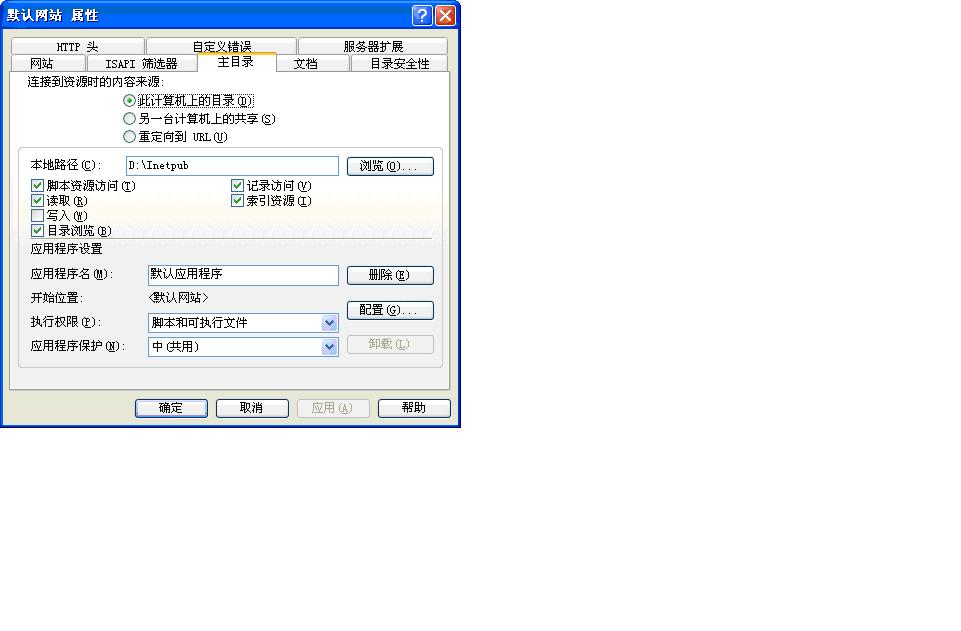 默认网站 属性
HTTP 头 自定义错误 服务器扩展
网站 ISAPI 筛选器 主目录 文档 目录安全性
连接到资源时的内容来源:
此计算机上的目录(D)
另一台计算机上的共享(S)
重定向到 URL(U)
本地路径(C): D:\Inetpub 浏览(O)...
脚本资源访问(T) 记录访问(V)
读取(R) 索引资源(I)
写入(W)
目录浏览(B)
应用程序设置
应用程序名(M): 默认应用程序 删除(E)
开始位置: <默认网站>
配置(G)...
执行权限(P): 脚本和可执行文件
应用程序保护(N): 中(共用) 卸载(L)
确定 取消 应用(A) 帮助